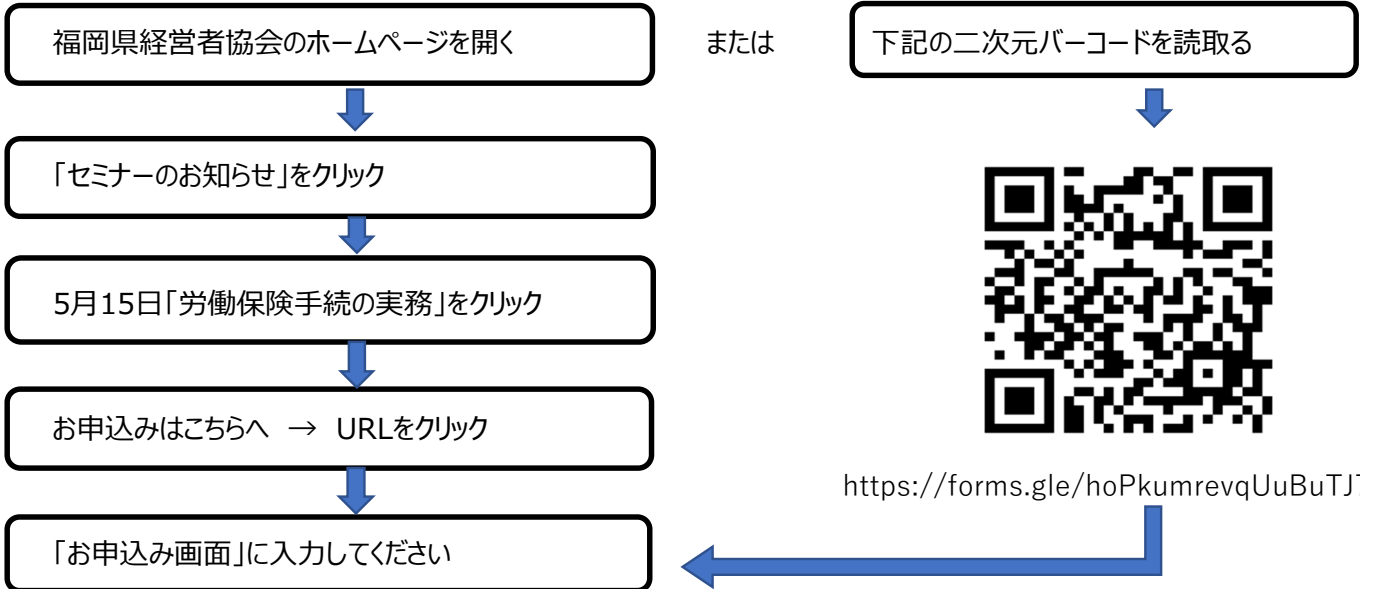 福岡県経営者協会のホームページを開く
または
下記の二次元バーコードを読取る
「セミナーのお知らせ」をクリック
5月15日「労働保険手続の実務」をクリック
お申込みはこちらへ → URLをクリック
https://forms.gle/hoPkumrevqUuBuTJ
「お申込み画面」に入力してください